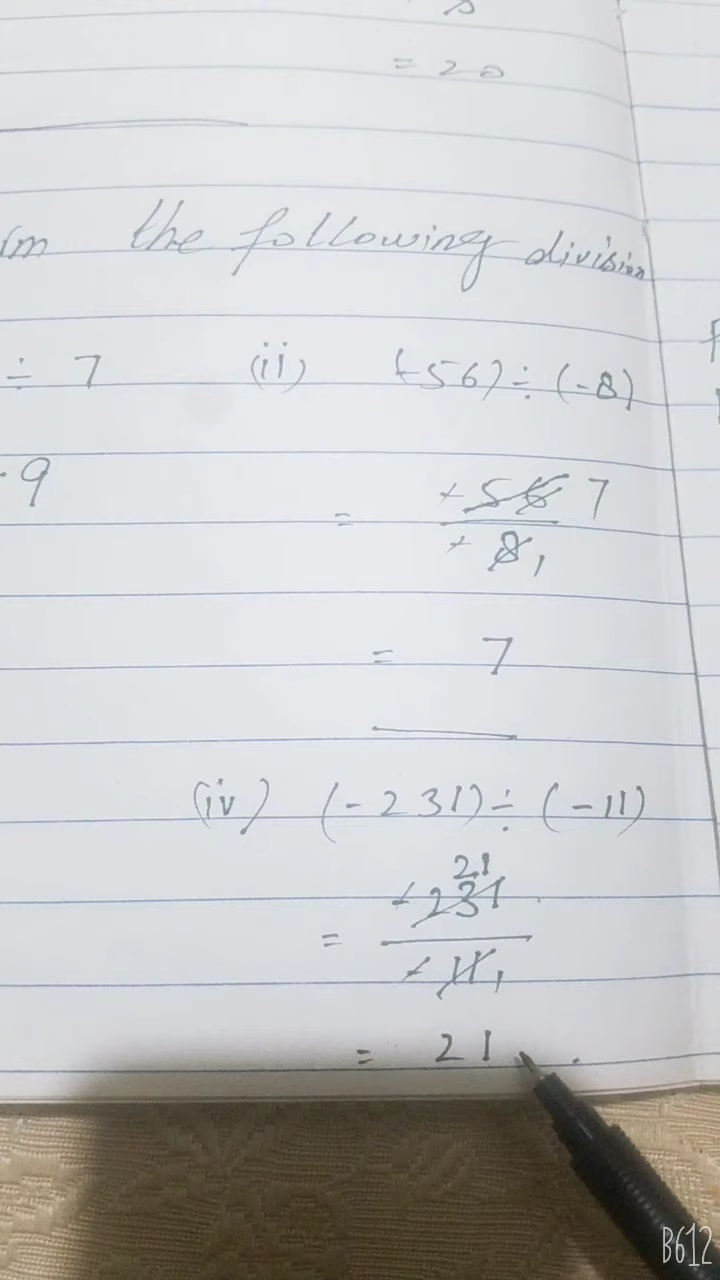 = 20
the following division
÷ 7 (ii) (-56) ÷ (-8)
9
= -56 7
- 8 1
= 7
(iv) (-231) ÷ (-11)
21
= -231
-11 1
= 21
B612